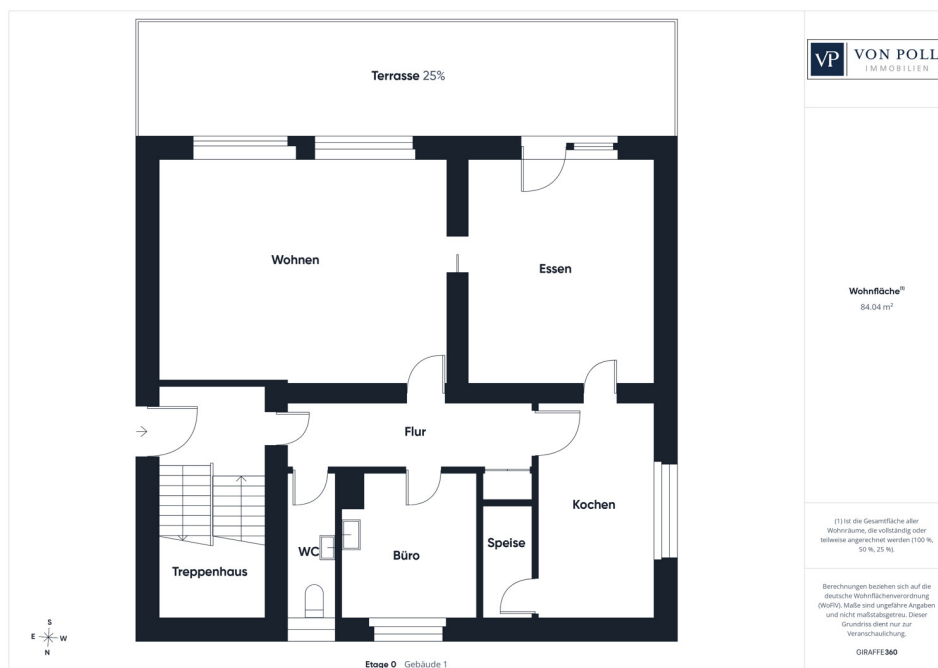 Terrasse 25%
VP VON POLL
IMMOBILIEN
Wohnen
Essen
Wohnfläche⁽¹⁾
84.04 m²
Flur
Kochen
WC
Büro
Speise
Treppenhaus
(1) Ist die Gesamtfläche aller
Wohnräume, die vollständig oder
teilweise angerechnet werden (100 %,
50 %, 25 %).
Berechnungen beziehen sich auf die
deutsche Wohnflächenverordnung
(WoFlV). Maße sind ungefähre Angaben
und nicht maßstabsgetreu. Dieser
Grundriss dient nur zur
Veranschaulichung.
GIRAFFE360
S
E W
N
Etage 0 Gebäude 1